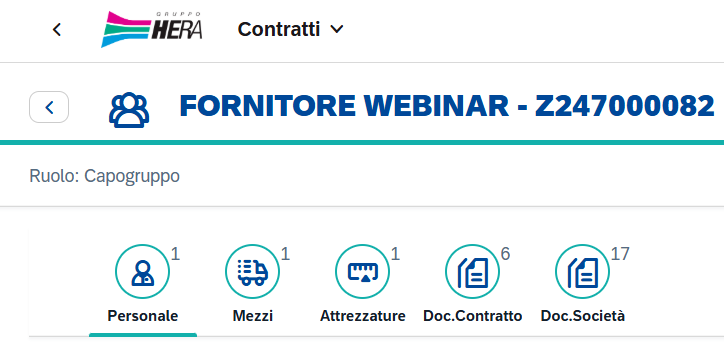 GRUPPO
HERA
Contratti
FORNITORE WEBINAR - Z247000082
Ruolo: Capogruppo
1 1 1 6 17
Personale Mezzi Attrezzature Doc.Contratto Doc.Società